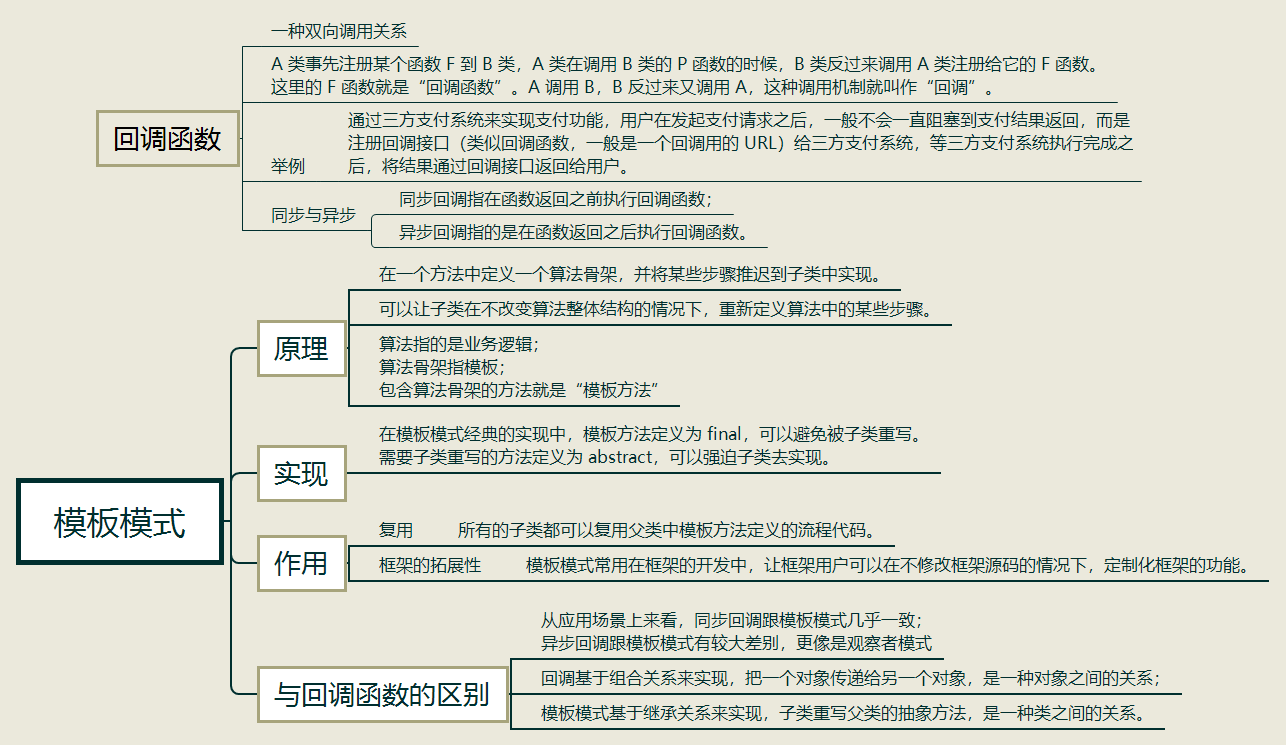 回调函数
一种双向调用关系
A 类事先注册某个函数 F 到 B 类，A 类在调用 B 类的 P 函数的时候，B 类反过来调用 A 类注册给它的 F 函数。
这里的 F 函数就是“回调函数”。A 调用 B，B 反过来又调用 A，这种调用机制就叫作“回调”。
举例
通过三方支付系统来实现支付功能，用户在发起支付请求之后，一般不会一直阻塞到支付结果返回，而是
注册回调接口（类似回调函数，一般是一个回调用的 URL）给三方支付系统，等三方支付系统执行完成之
后，将结果通过回调接口返回给用户。
同步与异步
同步回调指在函数返回之前执行回调函数；
异步回调指的是在函数返回之后执行回调函数。
模板模式
原理
在一个方法中定义一个算法骨架，并将某些步骤推迟到子类中实现。
可以让子类在不改变算法整体结构的情况下，重新定义算法中的某些步骤。
算法指的是业务逻辑；
算法骨架指模板；
包含算法骨架的方法就是“模板方法”
实现
在模板模式经典的实现中，模板方法定义为 final，可以避免被子类重写。
需要子类重写的方法定义为 abstract，可以强迫子类去实现。
作用
复用
所有的子类都可以复用父类中模板方法定义的流程代码。
框架的拓展性
模板模式常用在框架的开发中，让框架用户可以在不修改框架源码的情况下，定制化框架的功能。
与回调函数的区别
从应用场景上来看，同步回调跟模板模式几乎一致；
异步回调跟模板模式有较大差别，更像是观察者模式
回调基于组合关系来实现，把一个对象传递给另一个对象，是一种对象之间的关系；
模板模式基于继承关系来实现，子类重写父类的抽象方法，是一种类之间的关系。